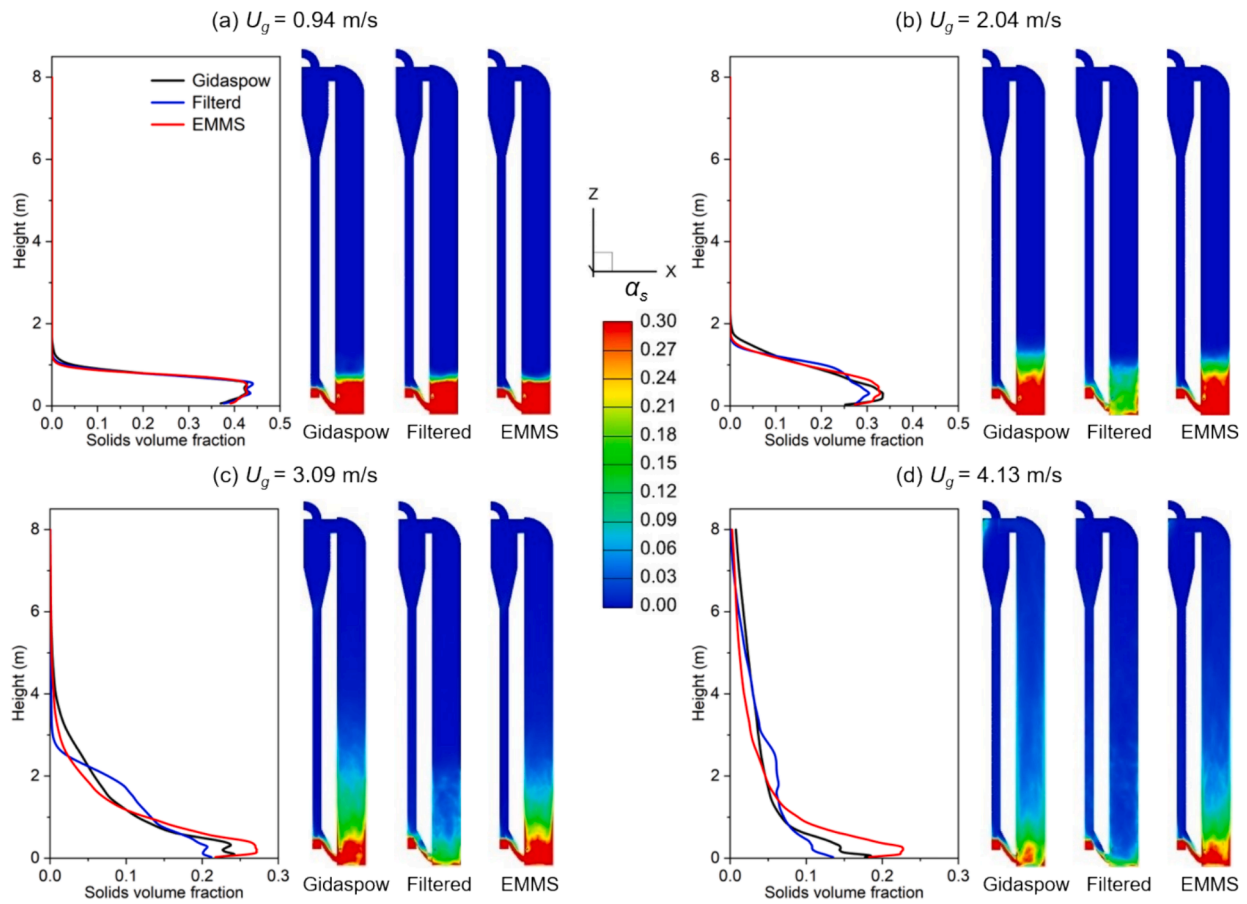 (a) U_g = 0.94 m/s
8
6
4
2
0
Height (m)
Gidaspow
Filterd
EMMS
0.0 0.1 0.2 0.3 0.4 0.5
Solids volume fraction
Gidaspow Filtered EMMS
(b) U_g = 2.04 m/s
8
6
4
2
0
Height (m)
0.0 0.1 0.2 0.3 0.4 0.5
Solids volume fraction
Gidaspow Filtered EMMS
Z
Y
X
α_s
0.30
0.27
0.24
0.21
0.18
0.15
0.12
0.09
0.06
0.03
0.00
(c) U_g = 3.09 m/s
8
6
4
2
0
Height (m)
0.0 0.1 0.2 0.3
Solids volume fraction
Gidaspow Filtered EMMS
(d) U_g = 4.13 m/s
8
6
4
2
0
Height (m)
0.0 0.1 0.2 0.3
Solids volume fraction
Gidaspow Filtered EMMS